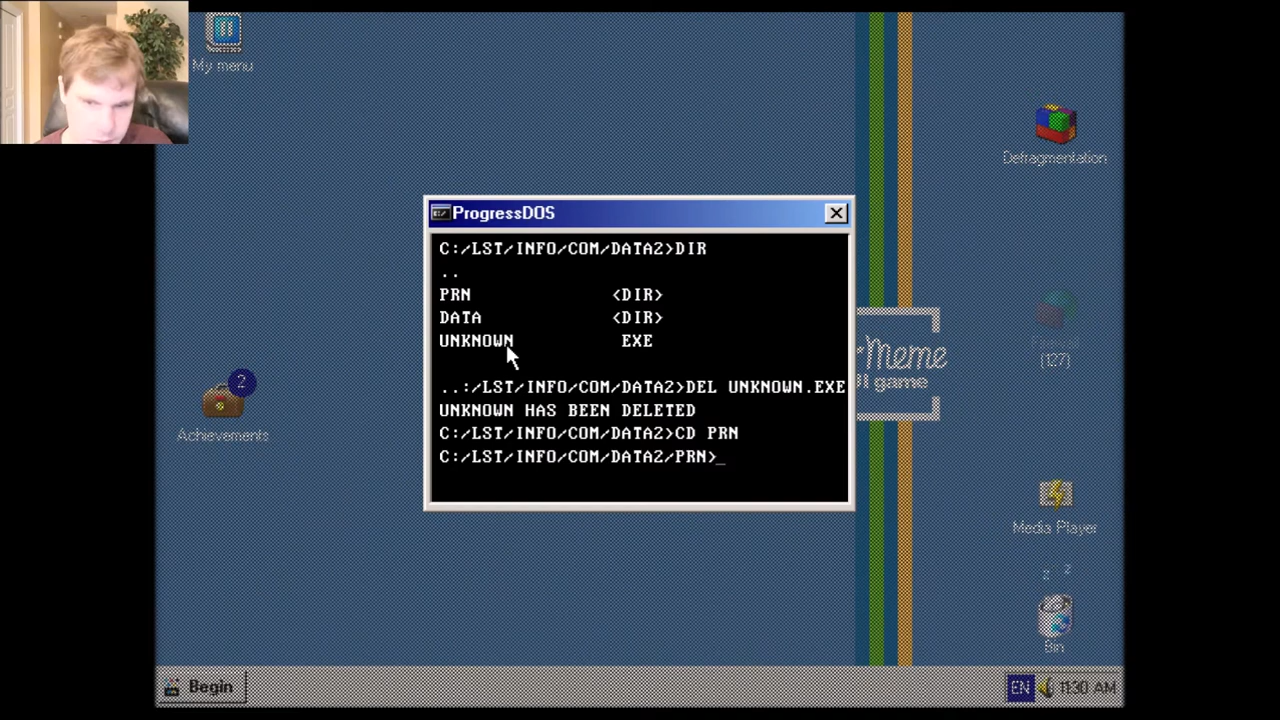 My menu
Defragmentation
ProgressDOS
C:/LST/INFO/COM/DATA2>DIR
..
PRN <DIR>
DATA <DIR>
UNKNOWN EXE
..:/LST/INFO/COM/DATA2>DEL UNKNOWN.EXE
UNKNOWN HAS BEEN DELETED
C:/LST/INFO/COM/DATA2>CD PRN
C:/LST/INFO/COM/DATA2/PRN>_
Firewall
(127)
Meme
game
2
Achievements
Media Player
z z
Bin
Begin
EN 11:30 AM